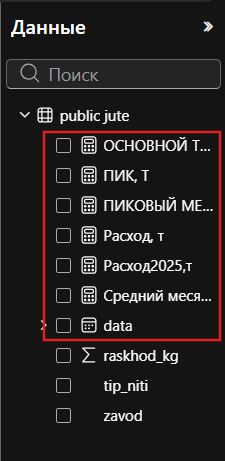 Данные
Поиск
public jute
ОСНОВНОЙ Т...
ПИК, Т
ПИКОВЫЙ МЕ...
Расход, т
Расход2025,т
Средний меся...
data
raskhod_kg
tip_niti
zavod